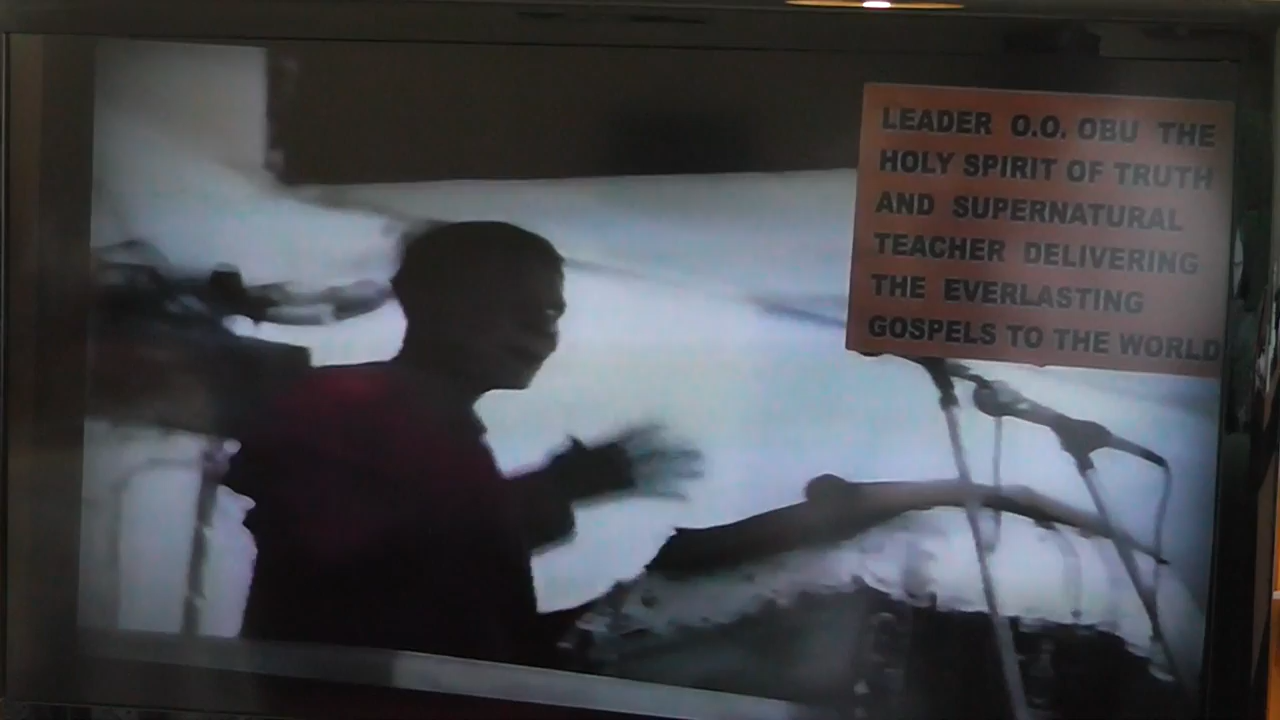 LEADER O.O. OBU THE
HOLY SPIRIT OF TRUTH
AND SUPERNATURAL
TEACHER DELIVERING
THE EVERLASTING
GOSPELS TO THE WORLD